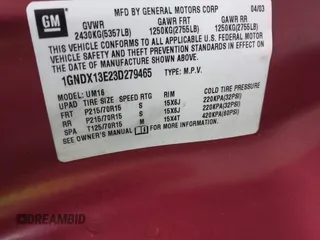 GM
MFD BY GENERAL MOTORS CORP 04/03
GVWR GAWR FRT GAWR RR
2430KG(5357LB) 1250KG(2755LB) 1250KG(2755LB)
THIS VEHICLE CONFORMS TO ALL APPLICABLE U.S.
FEDERAL MOTOR VEHICLE SAFETY, BUMPER, AND
THEFT PREVENTION STANDARDS IN EFFECT ON THE
DATE OF MANUFACTURE SHOWN ABOVE.
1GNDX13E23D279465 TYPE: M.P.V.
MODEL: UM16
TIRE SIZE SPEED RTG RIM COLD TIRE PRESSURE
FRT P215/70R15 S 15X6J 220KPA(32PSI)
RR P215/70R15 S 15X6J 220KPA(32PSI)
SPA T125/70R15 M 15X4T 420KPA(60PSI)
SEE OWNER'S MANUAL FOR ADDITIONAL INFORMATION
DREAMBID